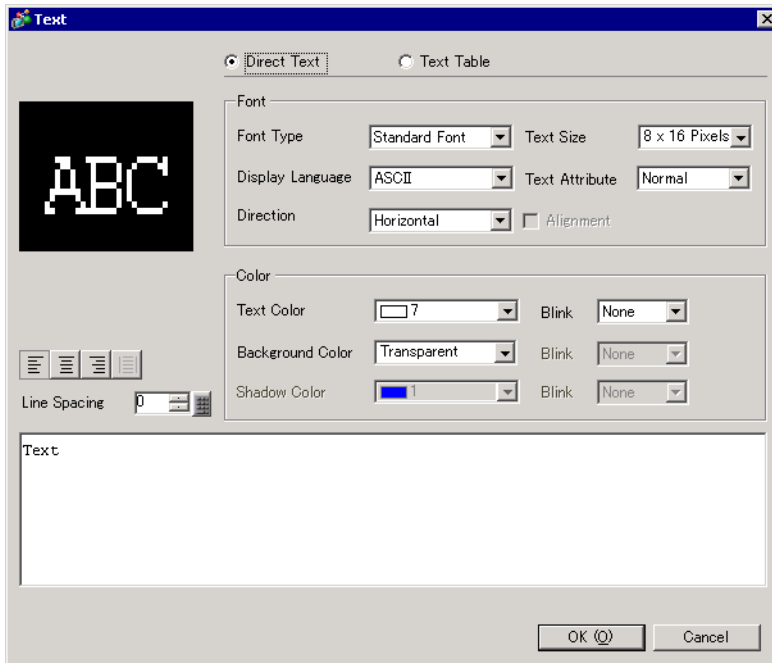 Text
Direct Text Text Table
Font
Font Type Standard Font Text Size 8 x 16 Pixels
Display Language ASCII Text Attribute Normal
Direction Horizontal Alignment
ABC
Color
Text Color 7 Blink None
Background Color Transparent Blink None
Shadow Color 1 Blink None
Line Spacing 0
Text
OK (O) Cancel